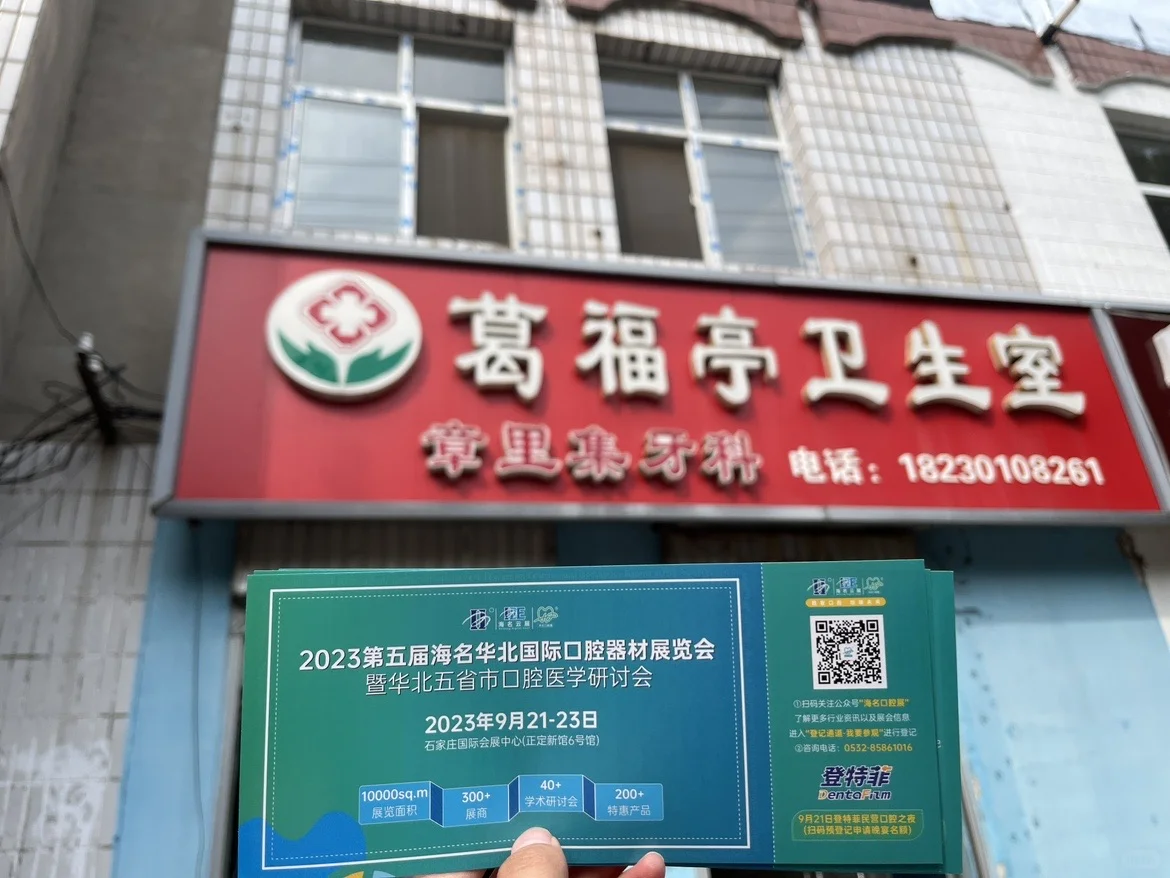 葛福亭卫生室
章里集牙科
电话：18230108261
海名云展
2023第五届海名华北国际口腔器材展览会
暨华北五省市口腔医学研讨会
2023年9月21-23日
石家庄国际会展中心(正定新馆6号馆)
10000sq.m
展览面积
300+
展商
40+
学术研讨会
200+
特惠产品
海名云展
①扫码关注公众号"海名口腔展"
了解更多行业资讯以及展会信息
进入"登记通道-我要参观"进行登记
②咨询电话：0532-85861016
登特菲
DentaFilm
9月21日登特菲民营口腔之夜
(扫码预登记申请晚宴名额)